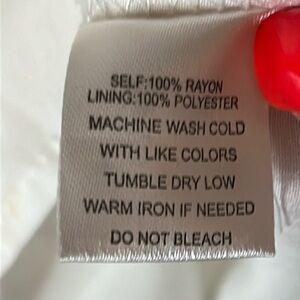 SELF:100% RAYON
LINING:100% POLYESTER
MACHINE WASH COLD
WITH LIKE COLORS
TUMBLE DRY LOW
WARM IRON IF NEEDED
DO NOT BLEACH